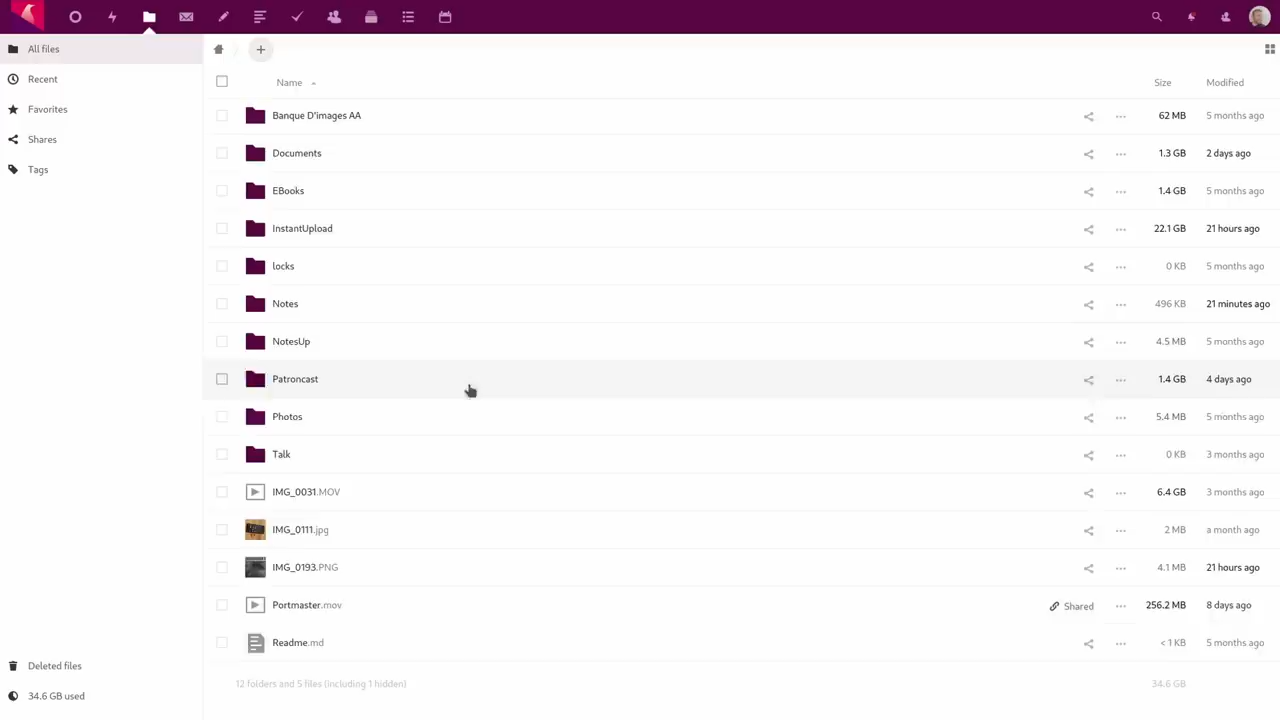 All files
Recent
Favorites
Shares
Tags
Deleted files
34.6 GB used
Name Size Modified
Banque D'images AA 62 MB 5 months ago
Documents 1.3 GB 2 days ago
EBooks 1.4 GB 5 months ago
InstantUpload 22.1 GB 21 hours ago
locks 0 KB 5 months ago
Notes 496 KB 21 minutes ago
NotesUp 4.5 MB 5 months ago
Patroncast 1.4 GB 4 days ago
Photos 5.4 MB 5 months ago
Talk 0 KB 3 months ago
IMG_0031.MOV 6.4 GB 3 months ago
IMG_0111.jpg 2 MB a month ago
IMG_0193.PNG 4.1 MB 21 hours ago
Portmaster.mov Shared 256.2 MB 8 days ago
Readme.md < 1 KB 5 months ago
12 folders and 5 files (including 1 hidden) 34.6 GB